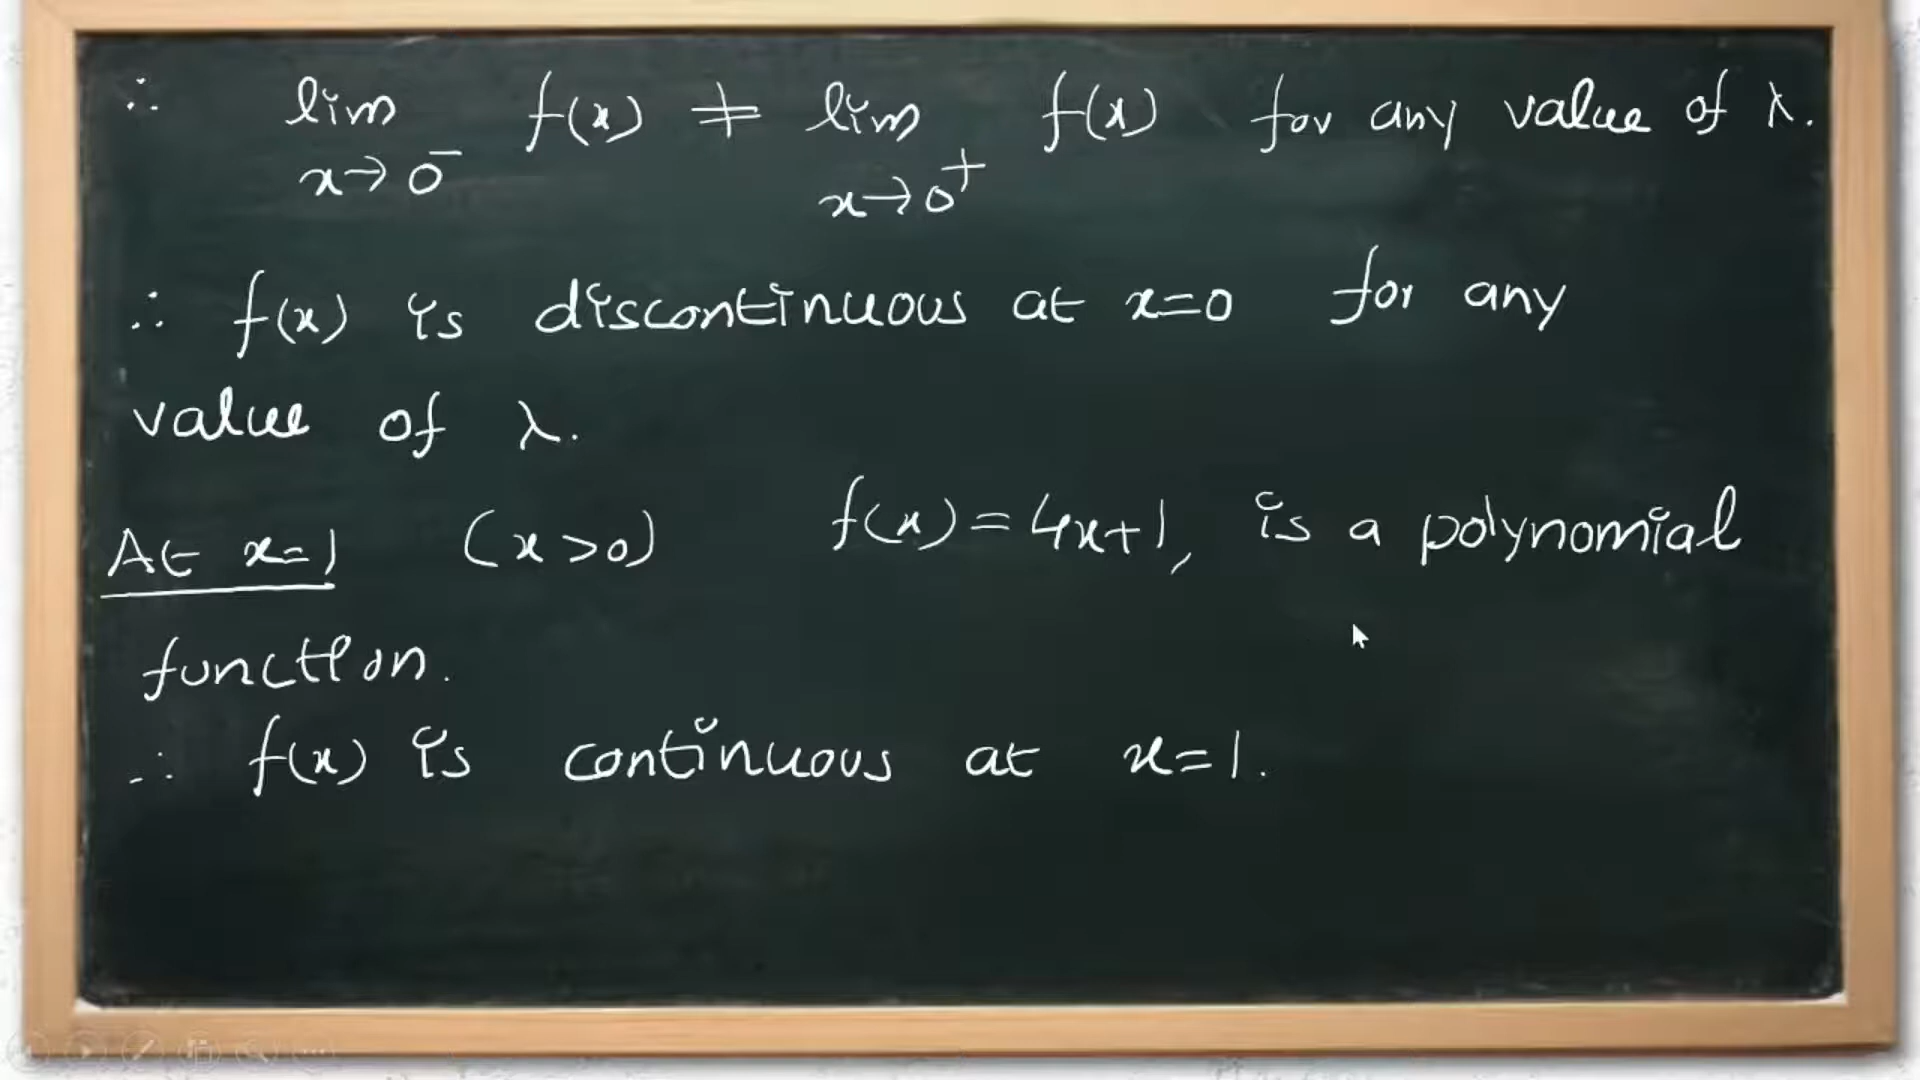 ∴ lim f(x) ≠ lim f(x) for any value of λ.
x→0⁻ x→0⁺
∴ f(x) is discontinuous at x=0 for any
value of λ.
At x=1 (x>0) f(x)=4x+1, is a polynomial
function.
∴ f(x) is continuous at x=1.